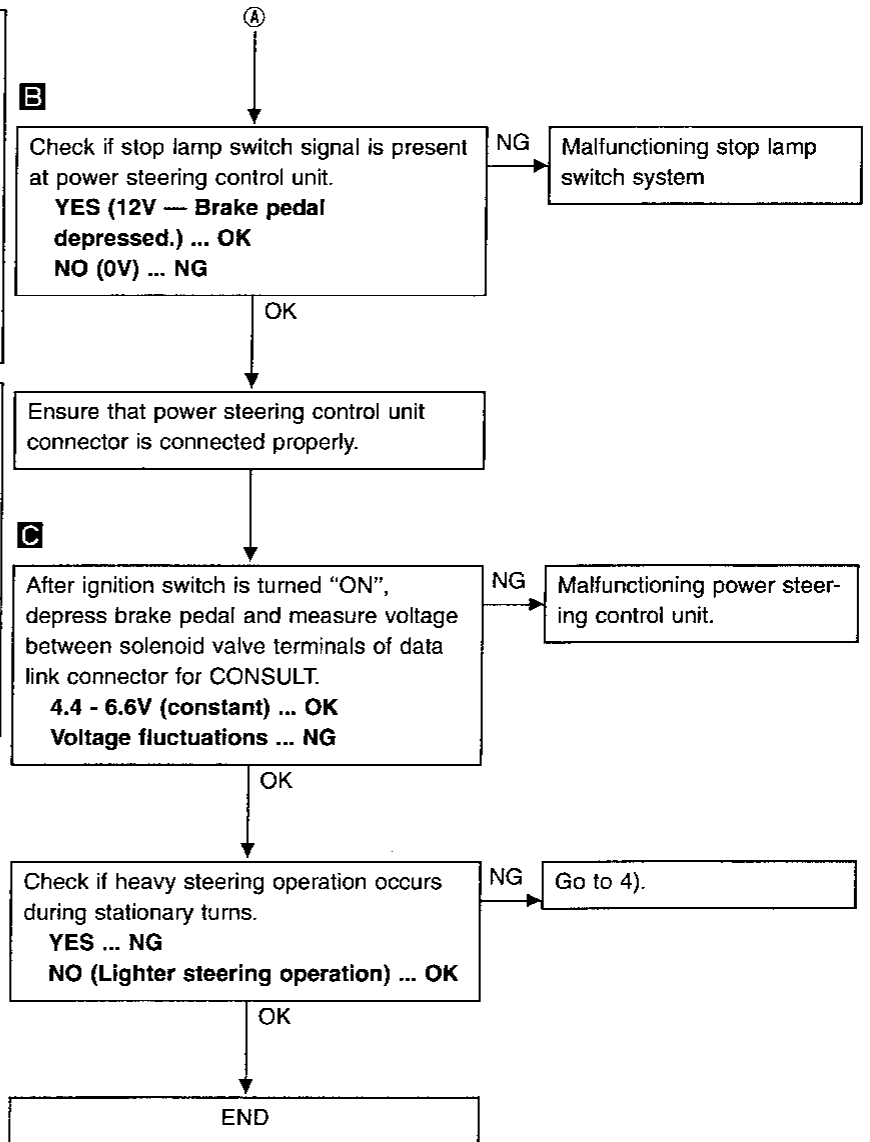 Ⓐ
B
Check if stop lamp switch signal is present
at power steering control unit.
YES (12V — Brake pedal
depressed.) ... OK
NO (0V) ... NG
NG
Malfunctioning stop lamp
switch system
OK
Ensure that power steering control unit
connector is connected properly.
C
After ignition switch is turned “ON”,
depress brake pedal and measure voltage
between solenoid valve terminals of data
link connector for CONSULT.
4.4 - 6.6V (constant) ... OK
Voltage fluctuations ... NG
NG
Malfunctioning power steer-
ing control unit.
OK
Check if heavy steering operation occurs
during stationary turns.
YES ... NG
NO (Lighter steering operation) ... OK
NG
Go to 4).
OK
END